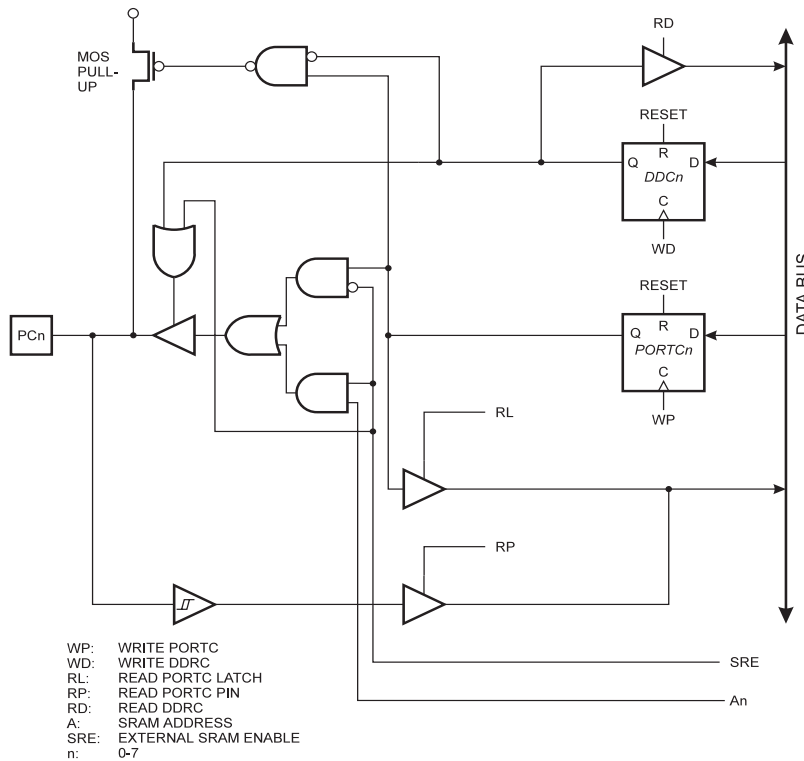 RD
MOS
PULL-
UP
RESET
R
Q
D
DDCn
C
WD
DATA BUS
RESET
R
Q
D
PCn
PORTCn
C
WP
RL
RP
WP: WRITE PORTC
WD: WRITE DDRC
RL: READ PORTC LATCH
RP: READ PORTC PIN
RD: READ DDRC
A: SRAM ADDRESS
SRE: EXTERNAL SRAM ENABLE
n: 0-7
SRE
An